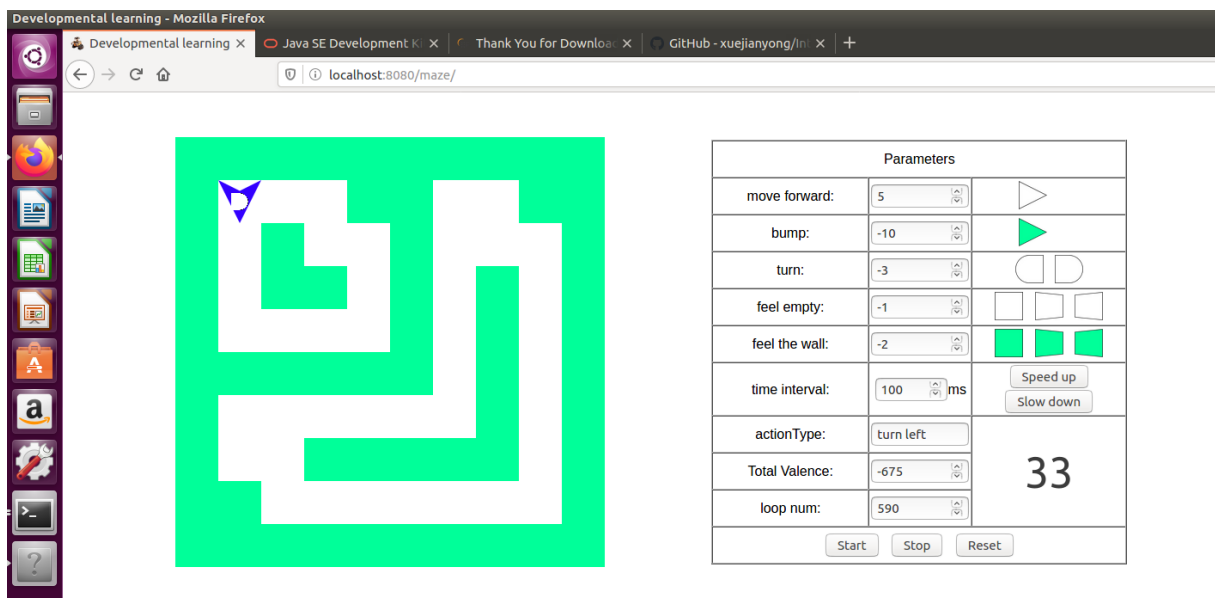 Developmental learning - Mozilla Firefox
Developmental learning
Java SE Development K
Thank You for Downloa
GitHub - xuejianyong/In
localhost:8080/maze/
Parameters
move forward: 5
bump: -10
turn: -3
feel empty: -1
feel the wall: -2
time interval: 100 ms Speed up
Slow down
actionType: turn left
Total Valence: -675 33
loop num: 590
Start Stop Reset